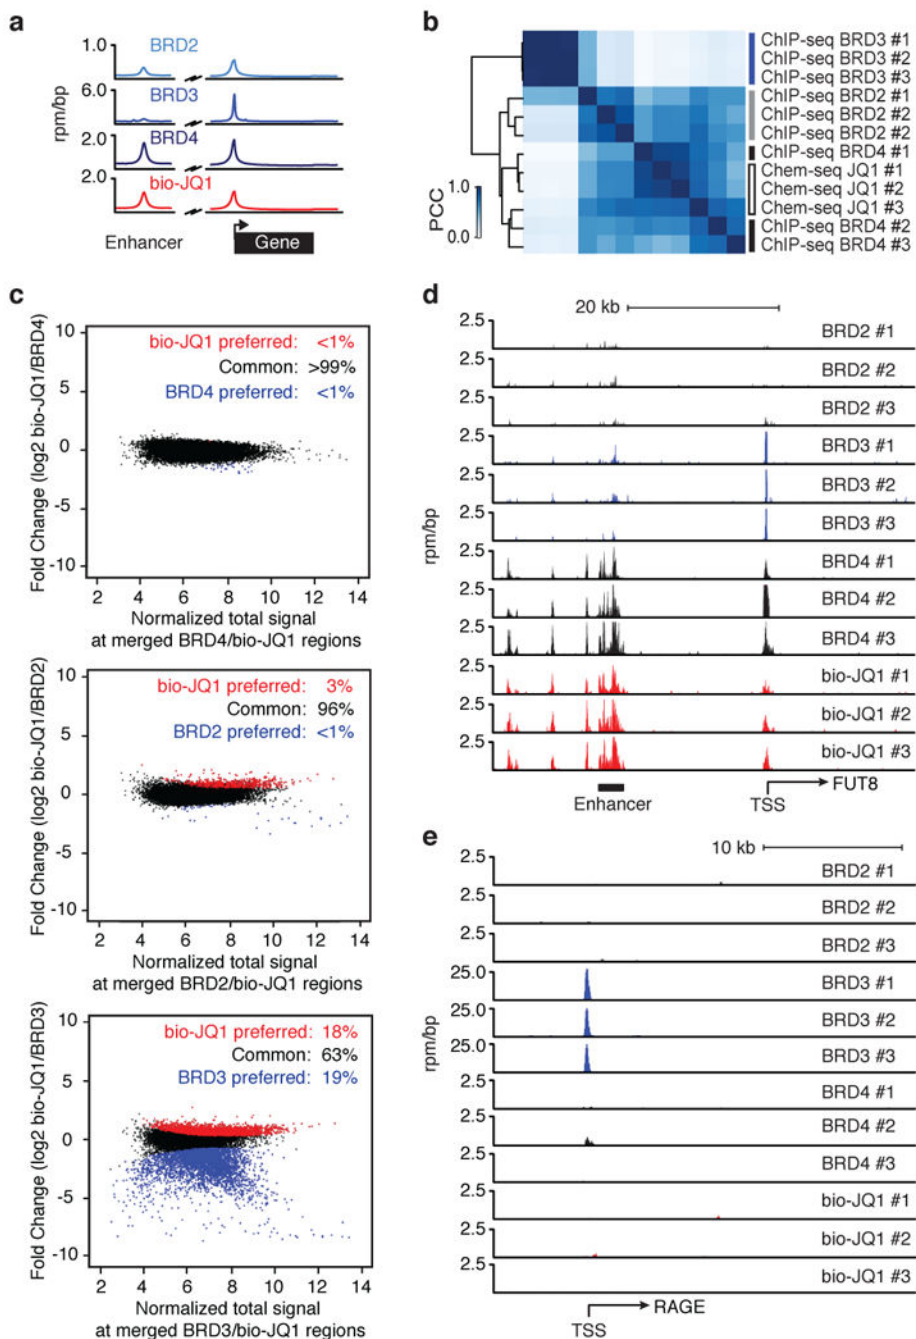 a
1.0
BRD2
6.0
BRD3
rpm/bp
2.0
BRD4
2.0
bio-JQ1
Enhancer
Gene
b
ChIP-seq BRD3 #1
ChIP-seq BRD3 #2
ChIP-seq BRD3 #3
ChIP-seq BRD2 #1
ChIP-seq BRD2 #2
ChIP-seq BRD2 #2
ChIP-seq BRD4 #1
Chem-seq JQ1 #1
Chem-seq JQ1 #2
Chem-seq JQ1 #3
ChIP-seq BRD4 #2
ChIP-seq BRD4 #3
PCC
1.0
0.0
c
Fold Change (log2 bio-JQ1/BRD4)
10
5
0
-5
-10
bio-JQ1 preferred: <1%
Common: >99%
BRD4 preferred: <1%
2 4 6 8 10 12 14
Normalized total signal
at merged BRD4/bio-JQ1 regions
Fold Change (log2 bio-JQ1/BRD2)
10
5
0
-5
-10
bio-JQ1 preferred: 3%
Common: 96%
BRD2 preferred: <1%
2 4 6 8 10 12 14
Normalized total signal
at merged BRD2/bio-JQ1 regions
Fold Change (log2 bio-JQ1/BRD3)
10
5
0
-5
-10
bio-JQ1 preferred: 18%
Common: 63%
BRD3 preferred: 19%
2 4 6 8 10 12 14
Normalized total signal
at merged BRD3/bio-JQ1 regions
d
20 kb
rpm/bp
2.5 BRD2 #1
2.5 BRD2 #2
2.5 BRD2 #3
2.5 BRD3 #1
2.5 BRD3 #2
2.5 BRD3 #3
2.5 BRD4 #1
2.5 BRD4 #2
2.5 BRD4 #3
2.5 bio-JQ1 #1
2.5 bio-JQ1 #2
2.5 bio-JQ1 #3
Enhancer
TSS
FUT8
e
10 kb
rpm/bp
2.5 BRD2 #1
2.5 BRD2 #2
2.5 BRD2 #3
25.0 BRD3 #1
25.0 BRD3 #2
25.0 BRD3 #3
2.5 BRD4 #1
2.5 BRD4 #2
2.5 BRD4 #3
2.5 bio-JQ1 #1
2.5 bio-JQ1 #2
2.5 bio-JQ1 #3
RAGE
TSS